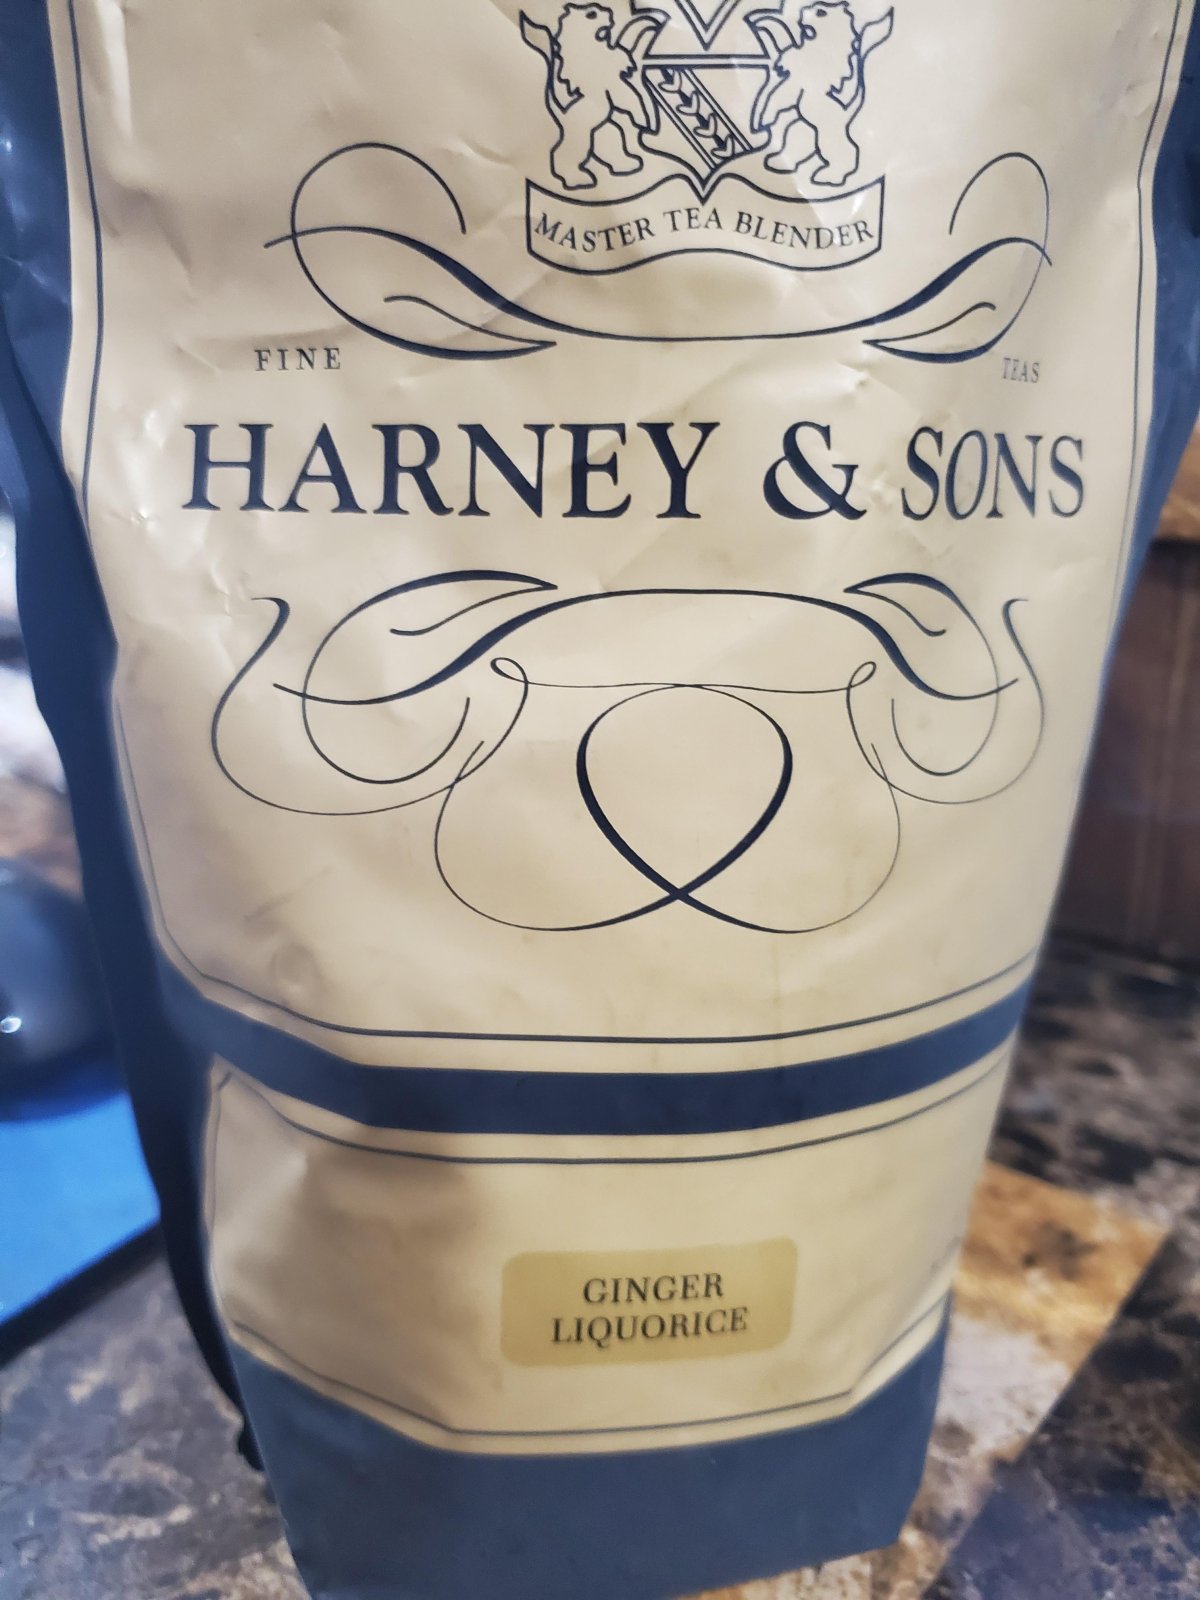 MASTER TEA BLENDER
FINE TEAS
HARNEY & SONS
GINGER
LIQUORICE